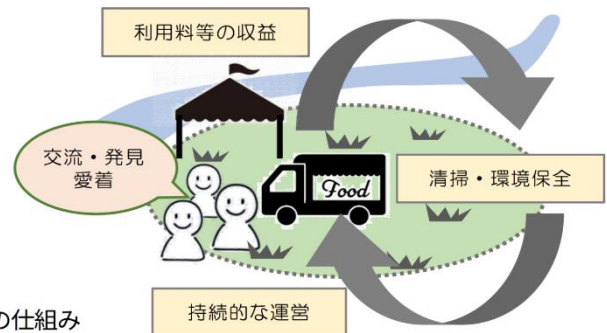 利用料等の収益
交流・発見
愛着
Food
清掃・環境保全
持続的な運営
の仕組み